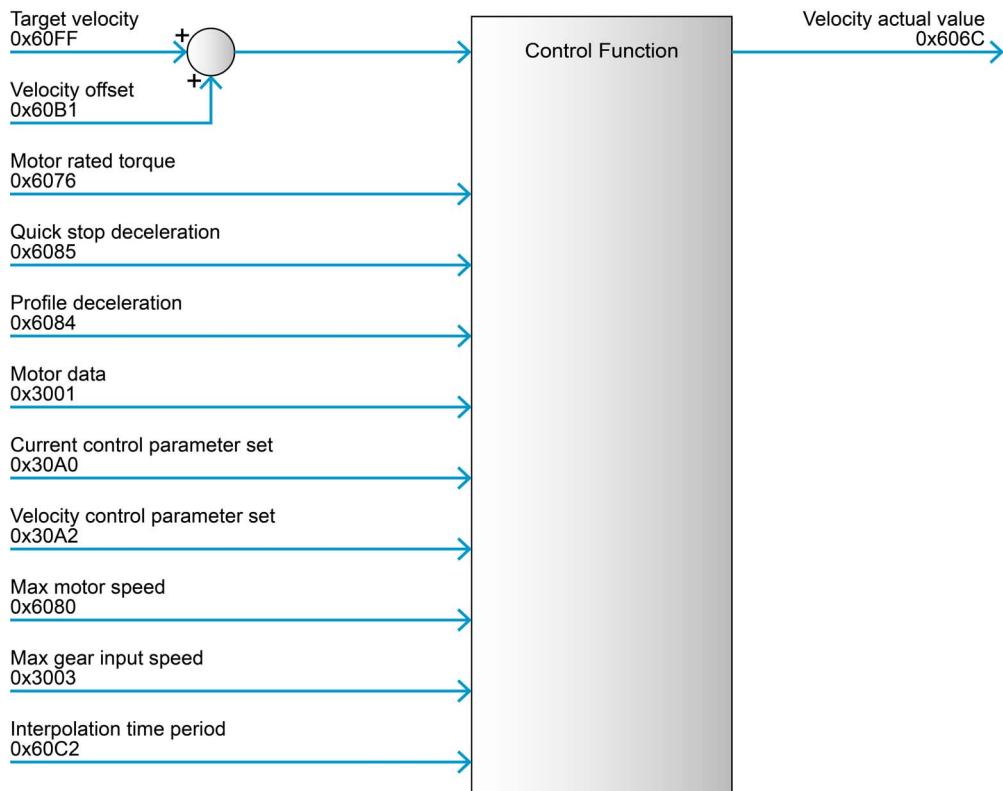 Target velocity
0x60FF
+
+
Velocity offset
0x60B1
Motor rated torque
0x6076
Quick stop deceleration
0x6085
Profile deceleration
0x6084
Motor data
0x3001
Current control parameter set
0x30A0
Velocity control parameter set
0x30A2
Max motor speed
0x6080
Max gear input speed
0x3003
Interpolation time period
0x60C2
Control Function
Velocity actual value
0x606C